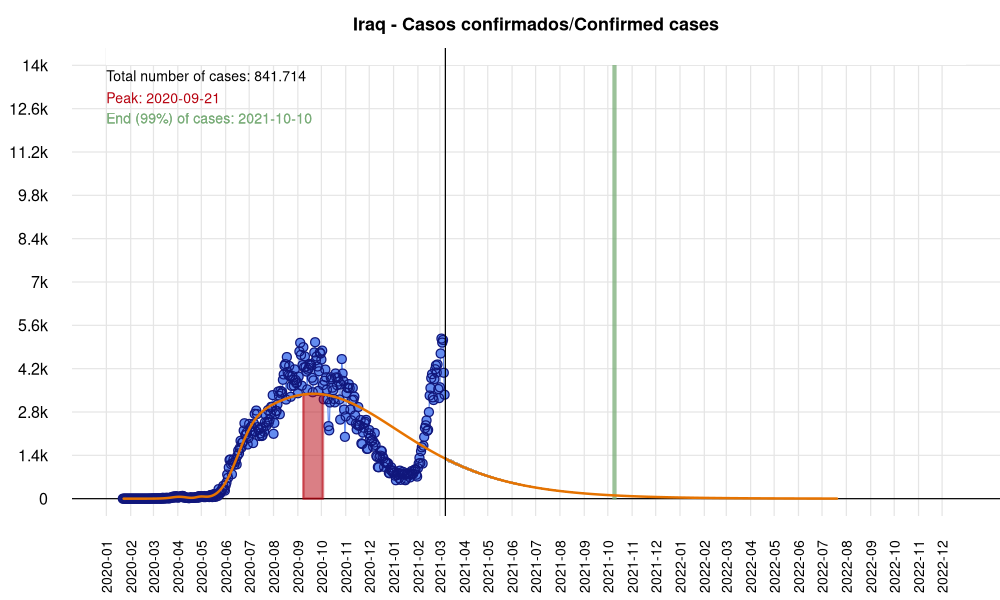 Iraq - Casos confirmados/Confirmed cases
14k
Total number of cases: 841.714
Peak: 2020-09-21
End (99%) of cases: 2021-10-10
12.6k
11.2k
9.8k
8.4k
7k
5.6k
4.2k
2.8k
1.4k
0
2020-01
2020-02
2020-03
2020-04
2020-05
2020-06
2020-07
2020-08
2020-09
2020-10
2020-11
2020-12
2021-01
2021-02
2021-03
2021-04
2021-05
2021-06
2021-07
2021-08
2021-09
2021-10
2021-11
2021-12
2022-01
2022-02
2022-03
2022-04
2022-05
2022-06
2022-07
2022-08
2022-09
2022-10
2022-11
2022-12